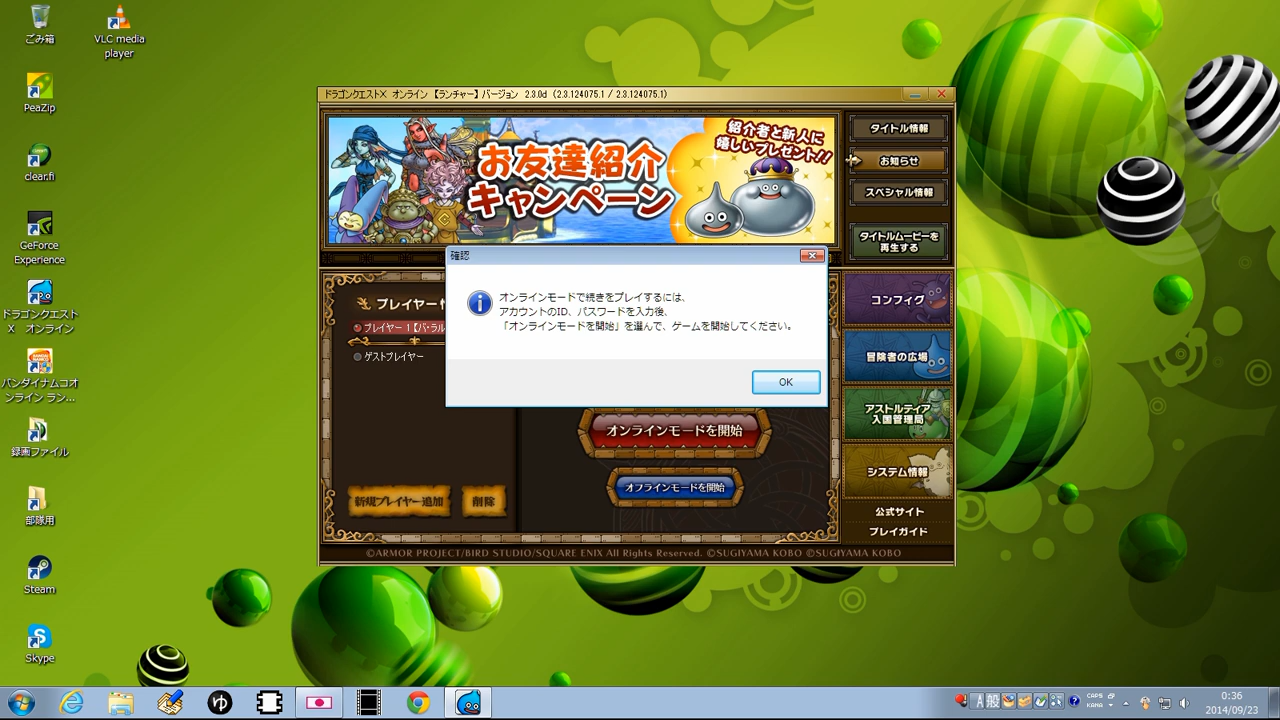 ごみ箱
VLC media
player
PeaZip
clear.fi
GeForce
Experience
ドラゴンクエスト
X オンライン
バンダイナムコオ
ンライン ラン...
録画ファイル
部隊用
Steam
Skype
ドラゴンクエストX オンライン 【ランチャー】 バージョン 2.3.0d (2.3.124075.1 / 2.3.124075.1)
お友達紹介
キャンペーン
紹介者と新人に
嬉しいプレゼント!!
タイトル情報
お知らせ
スペシャル情報
タイトルムービーを
再生する
確認
オンラインモードで続きをプレイするには、
アカウントのID、パスワードを入力後、
「オンラインモードを開始」を選んで、ゲームを開始してください。
OK
プレイヤー
プレイヤー 1
ゲストプレイヤー
オンラインモードを開始
オフラインモードを開始
新規プレイヤー追加
削除
コンフィグ
冒険者の広場
アストルティア
入国管理局
システム情報
公式サイト
プレイガイド
©ARMOR PROJECT/BIRD STUDIO/SQUARE ENIX All Rights Reserved. ©SUGIYAMA KOBO ℗SUGIYAMA KOBO
ゆ
A 般
CAPS
KANA
0:36
2014/09/23